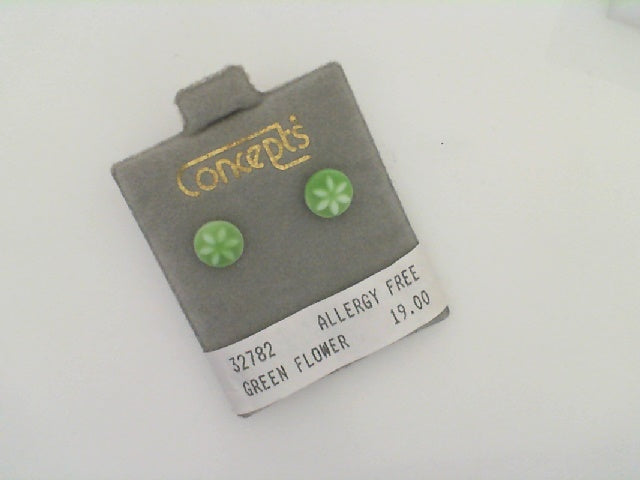 Concepts
32782 ALLERGY FREE
GREEN FLOWER 19.00